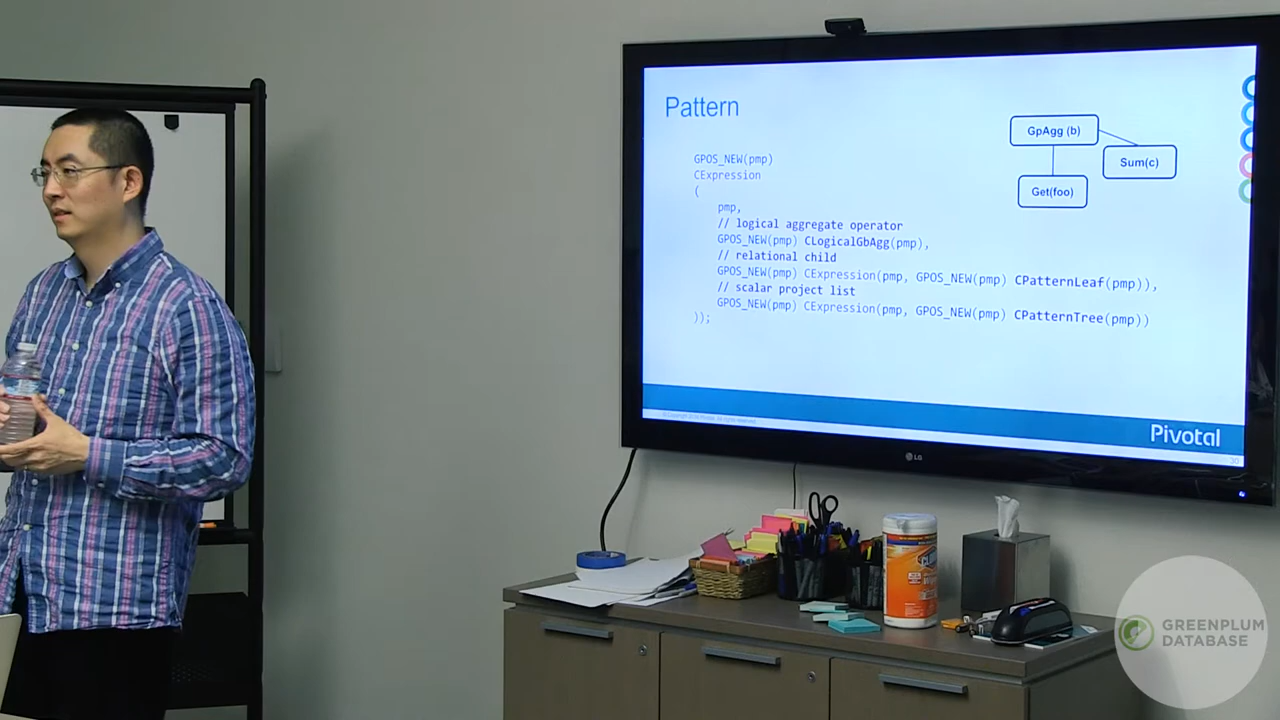 Pattern
GPOS_NEW(pmp)
CExpression
(
pmp,
// logical aggregate operator
GPOS_NEW(pmp) CLogicalGbAgg(pmp),
// relational child
GPOS_NEW(pmp) CExpression(pmp, GPOS_NEW(pmp) CPatternLeaf(pmp)),
// scalar project list
GPOS_NEW(pmp) CExpression(pmp, GPOS_NEW(pmp) CPatternTree(pmp))
));
GpAgg (b)
Sum(c)
Get(foo)
Pivotal
30
LG
GREENPLUM
DATABASE